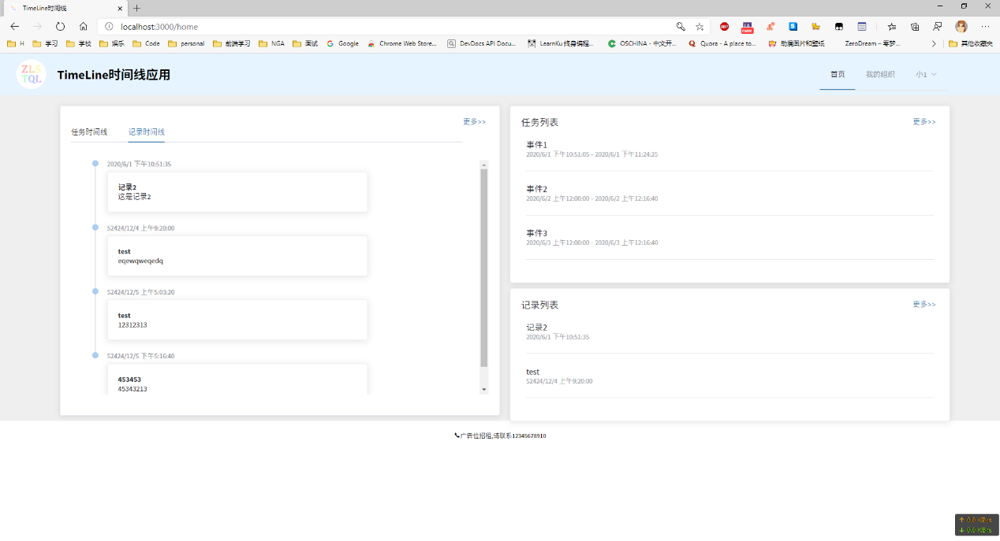 TimeLine时间线
localhost:3000/home
H 学习 学校 娱乐 Code personal 前端学习 NGA 面试 Google Chrome Web Store... DevDocs API Docu... LearnKu 终身编程... OSCHINA - 中文开... Quora - A place to... 动漫图片和壁纸 ZeroDream – 零梦... 其他收藏夹
ZLS
TQL
TimeLine时间线应用
首页 我的组织 小1
更多>>
任务时间线 记录时间线
2020/6/1 下午10:51:35
记录2
这是记录2
52424/12/4 上午9:20:00
test
eqewqweqedq
52424/12/5 上午5:03:20
test
12312313
52424/12/5 下午5:16:40
453453
45343213
任务列表 更多>>
事件1
2020/6/1 下午10:51:05 - 2020/6/1 下午11:24:25
事件2
2020/6/2 上午12:00:00 - 2020/6/2 上午12:16:40
事件3
2020/6/3 上午12:00:00 - 2020/6/3 上午12:16:40
记录列表 更多>>
记录2
2020/6/1 下午10:51:35
test
52424/12/4 上午9:20:00
广告位招租,请联系12345678910
↑ 0.0 KB/s
↓ 0.0 KB/s